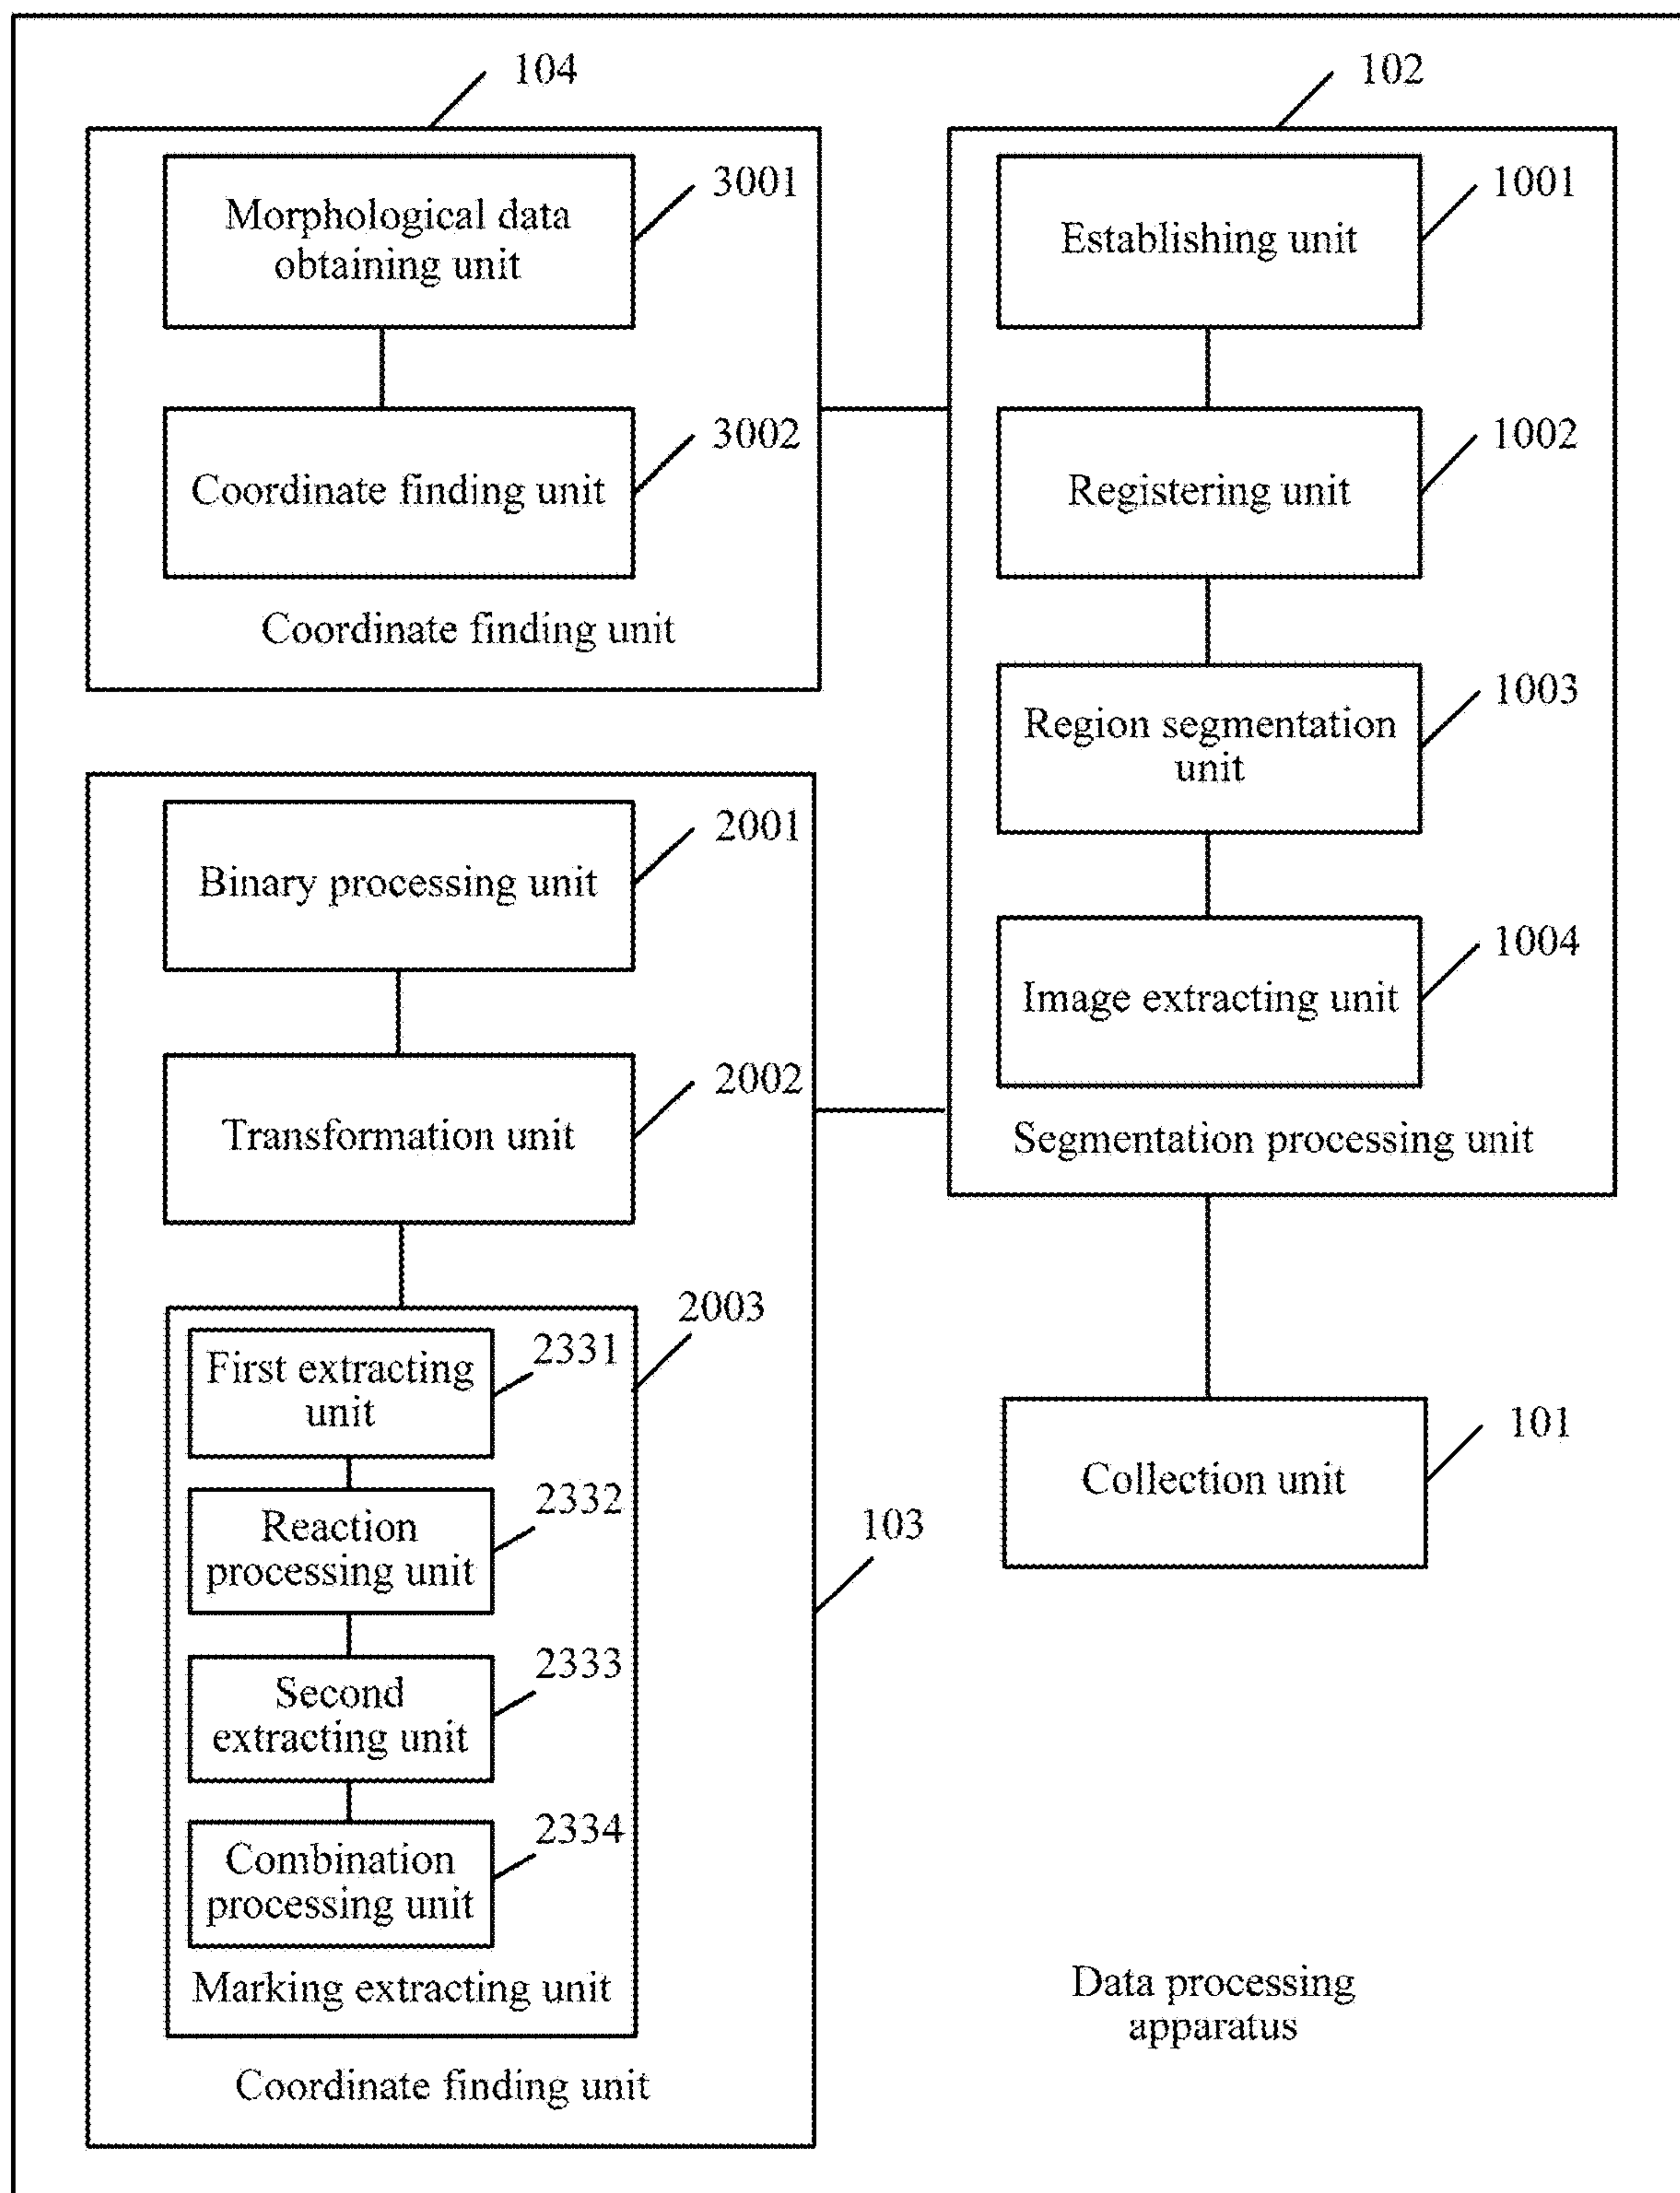 104
3001
Morphological data
obtaining unit
3002
Coordinate finding unit
Coordinate finding unit
102
1001
Establishing unit
1002
Registering unit
1003
Region segmentation
unit
1004
Image extracting unit
Segmentation processing unit
2001
Binary processing unit
2002
Transformation unit
2003
2331
First extracting
unit
2332
Reaction
processing unit
2333
Second
extracting unit
2334
Combination
processing unit
Marking extracting unit
103
Coordinate finding unit
101
Collection unit
Data processing
apparatus